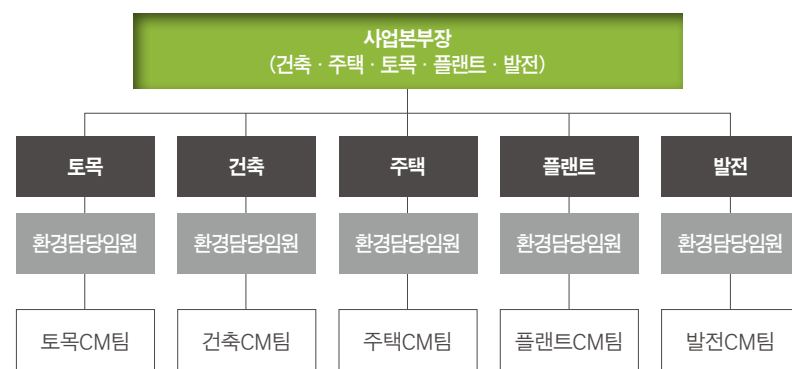 사업본부장
(건축 · 주택 · 토목 · 플랜트 · 발전)
토목 건축 주택 플랜트 발전
환경담당임원 환경담당임원 환경담당임원 환경담당임원 환경담당임원
토목CM팀 건축CM팀 주택CM팀 플랜트CM팀 발전CM팀